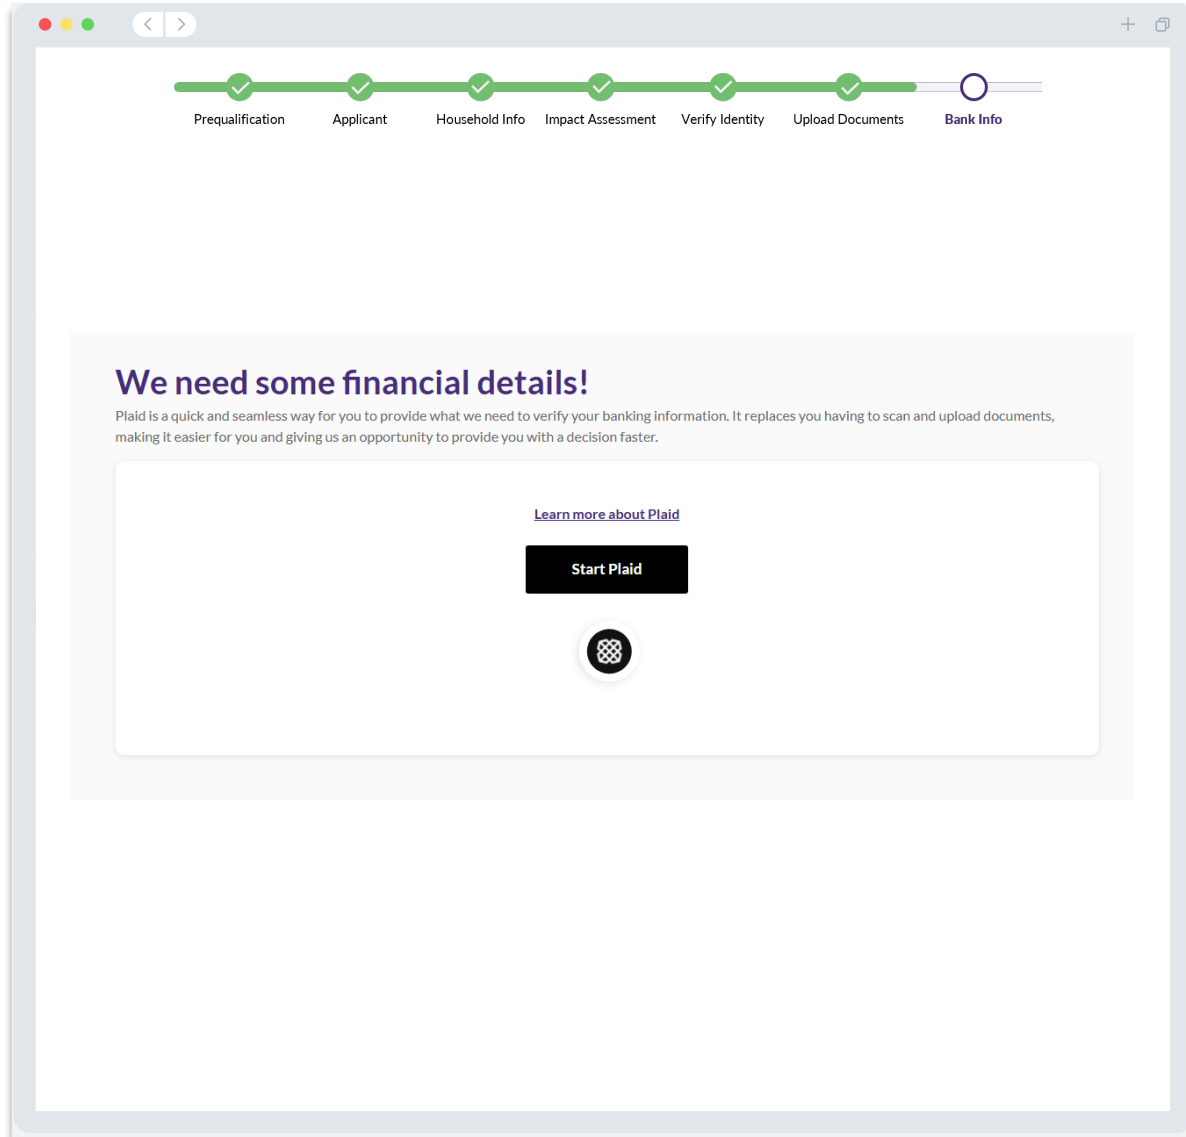 Prequalification Applicant Household Info Impact Assessment Verify Identity Upload Documents Bank Info
We need some financial details!
Plaid is a quick and seamless way for you to provide what we need to verify your banking information. It replaces you having to scan and upload documents,
making it easier for you and giving us an opportunity to provide you with a decision faster.
Learn more about Plaid
Start Plaid